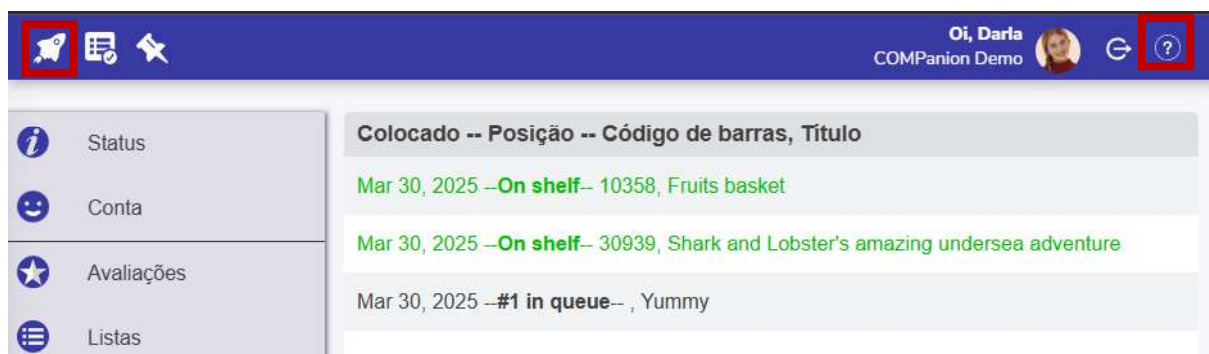 Oi, Darla
COMPanion Demo
Status
Conta
Avaliações
Listas
Colocado -- Posição -- Código de barras, Título
Mar 30, 2025 --On shelf-- 10358, Fruits basket
Mar 30, 2025 --On shelf-- 30939, Shark and Lobster's amazing undersea adventure
Mar 30, 2025 --#1 in queue-- , Yummy